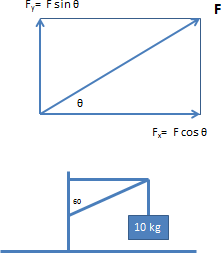 Fy= F sin θ
F
θ
Fx= F cos θ
60
10 kg